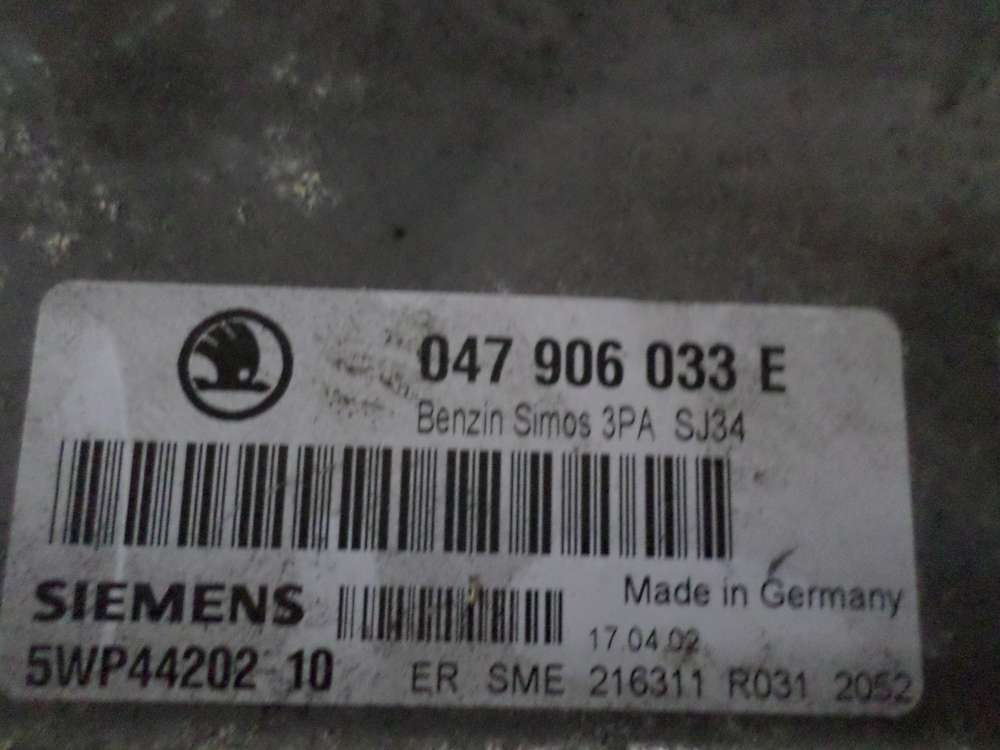 047 906 033 E
Benzin Simos 3PA SJ34
SIEMENS
Made in Germany
17.04.02
5WP44202 10
ER SME 216311 R031 2052